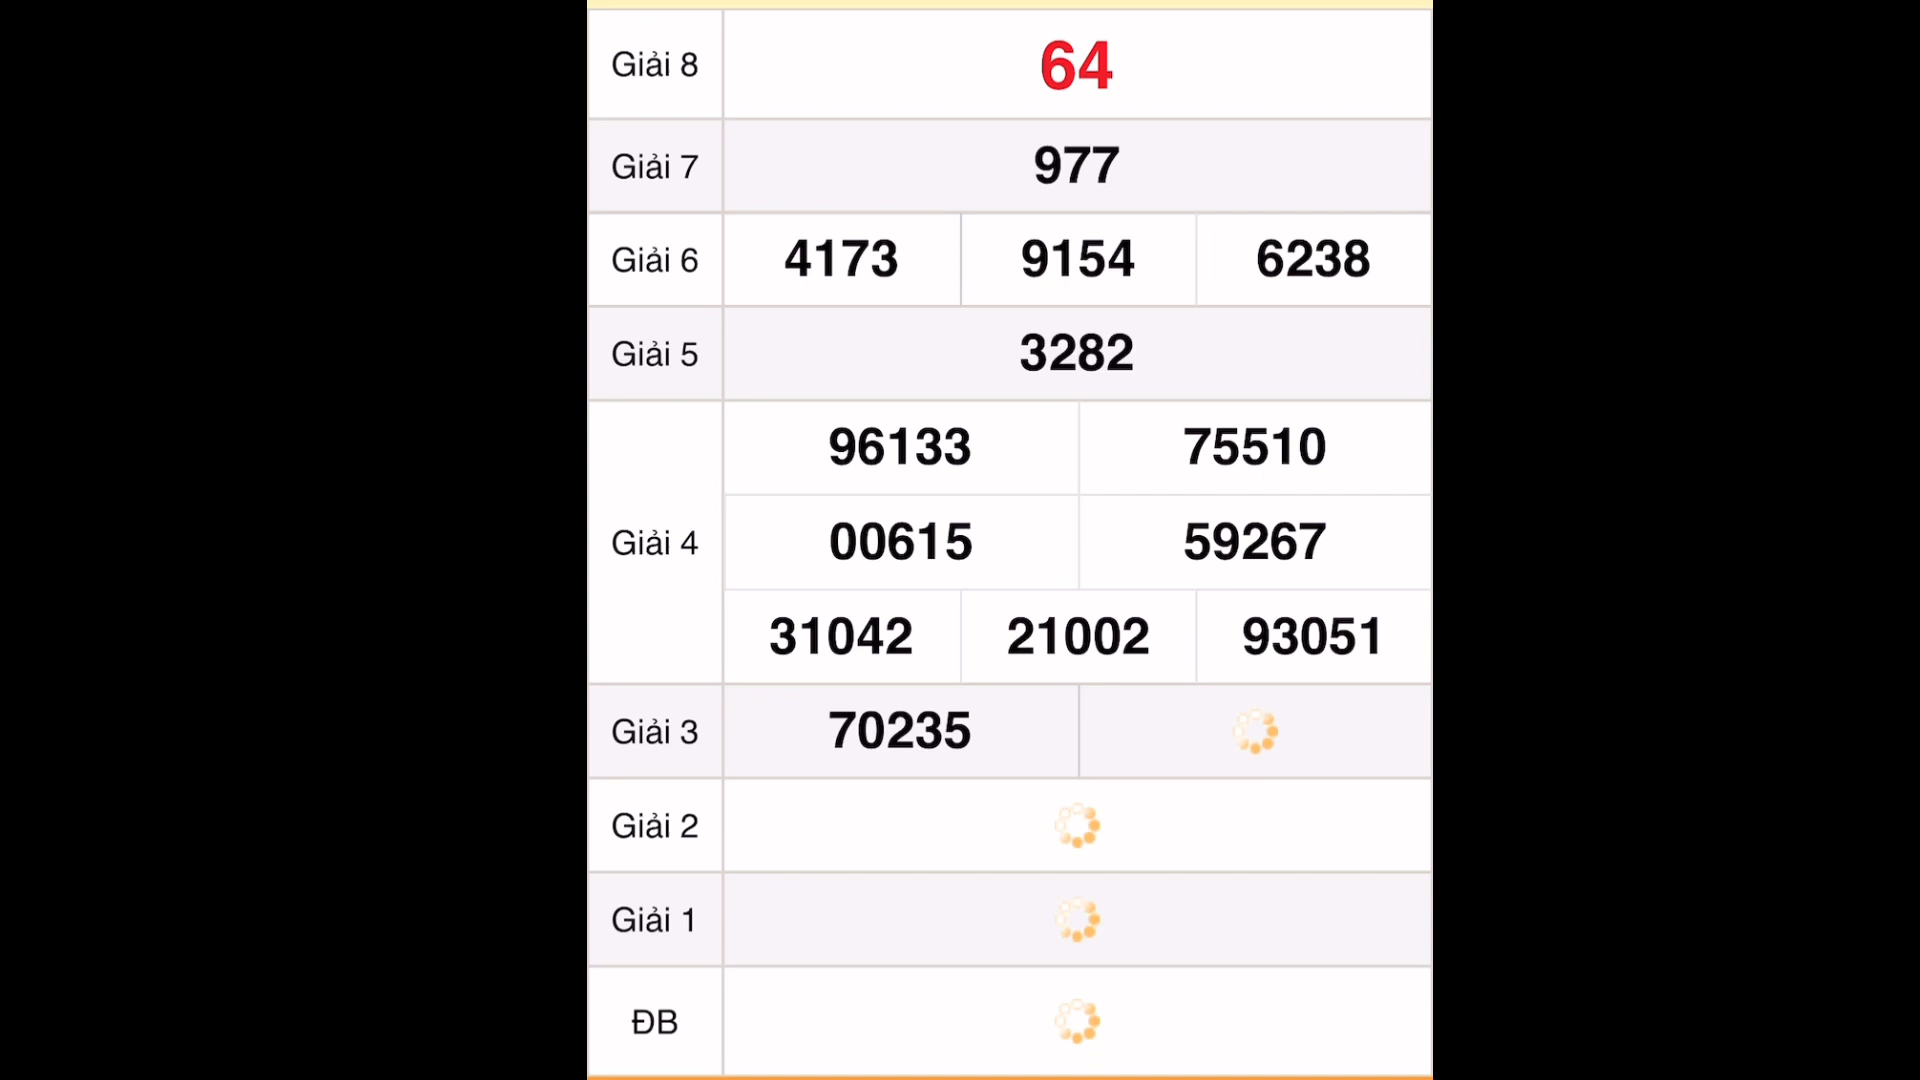 Giải 8 64
Giải 7 977
Giải 6 4173 9154 6238
Giải 5 3282
96133 75510
Giải 4 00615 59267
31042 21002 93051
Giải 3 70235
Giải 2
Giải 1
ĐB